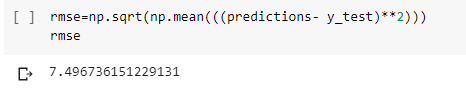 [ ] rmse=np.sqrt(np.mean(((predictions- y_test)**2)))
rmse
7.496736151229131